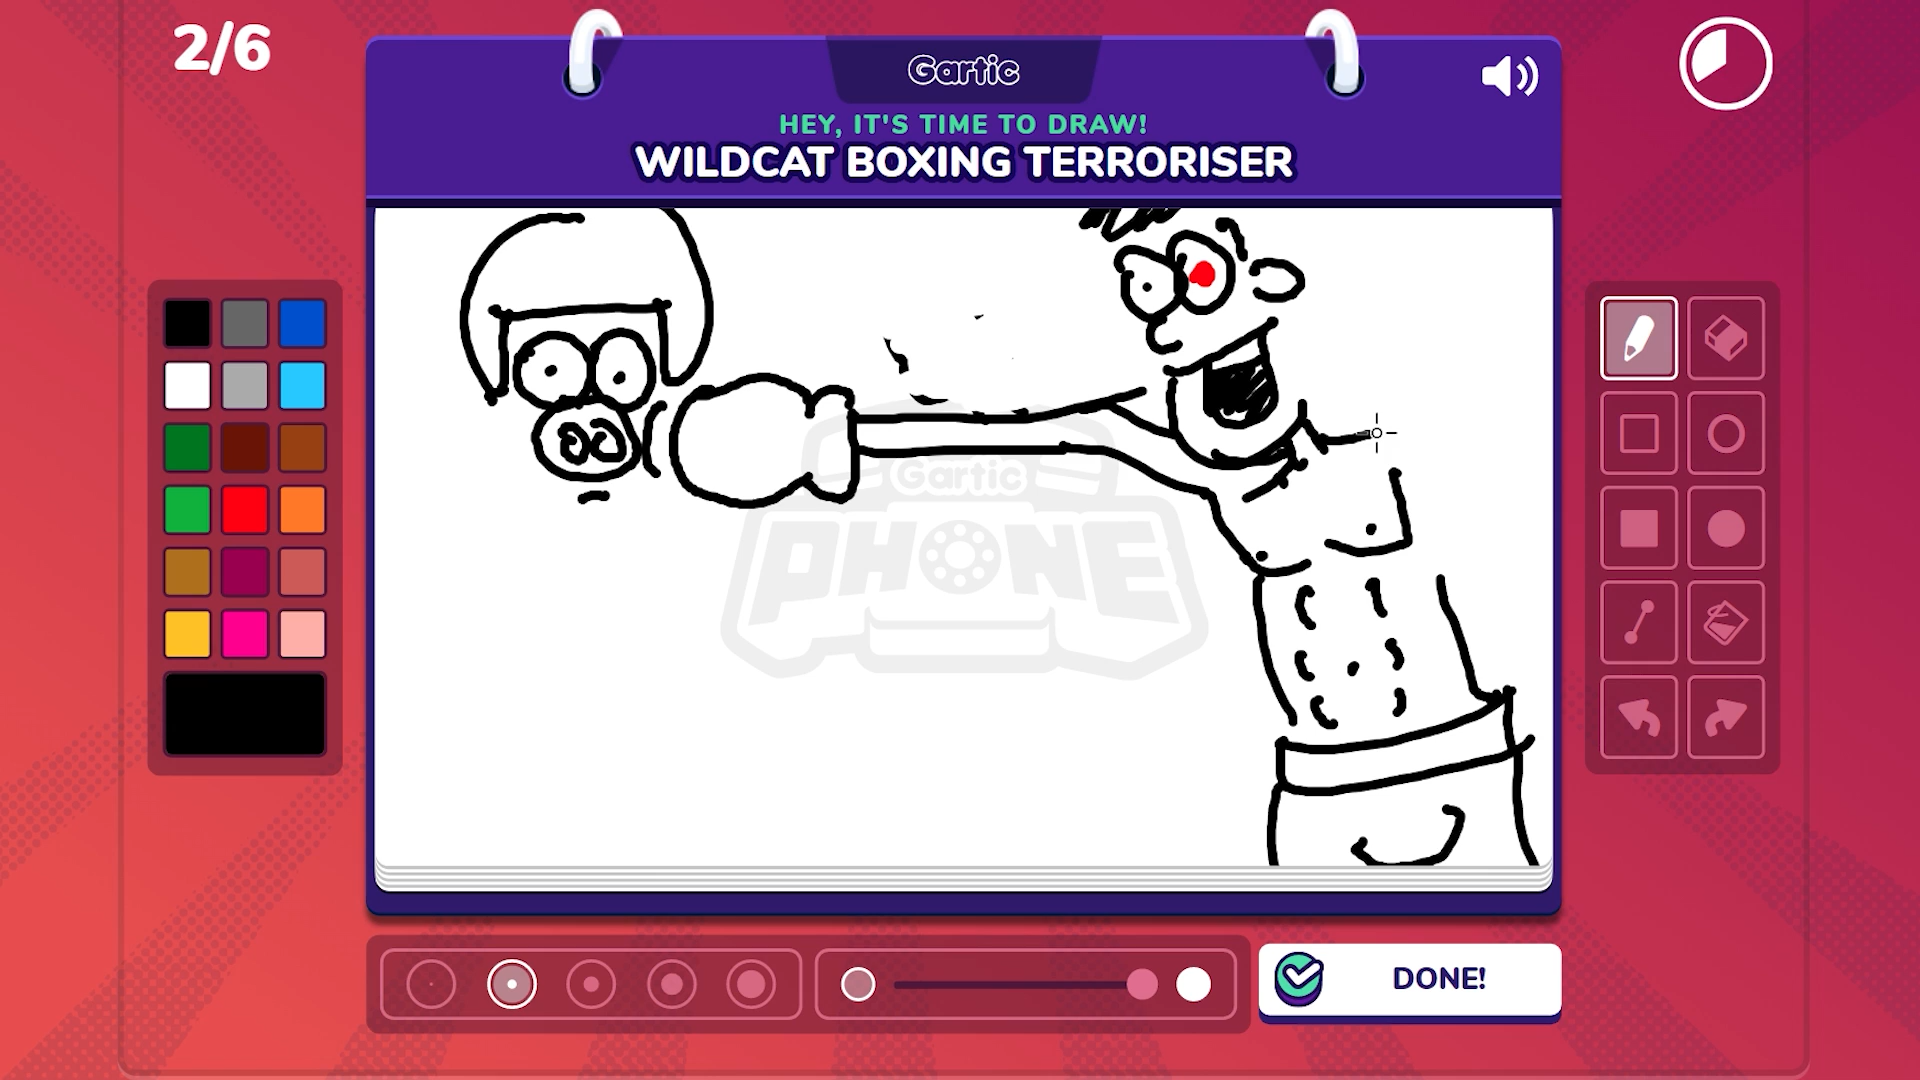 2/6
Gartic
HEY, IT'S TIME TO DRAW!
WILDCAT BOXING TERRORISER
Gartic
PHONE
DONE!